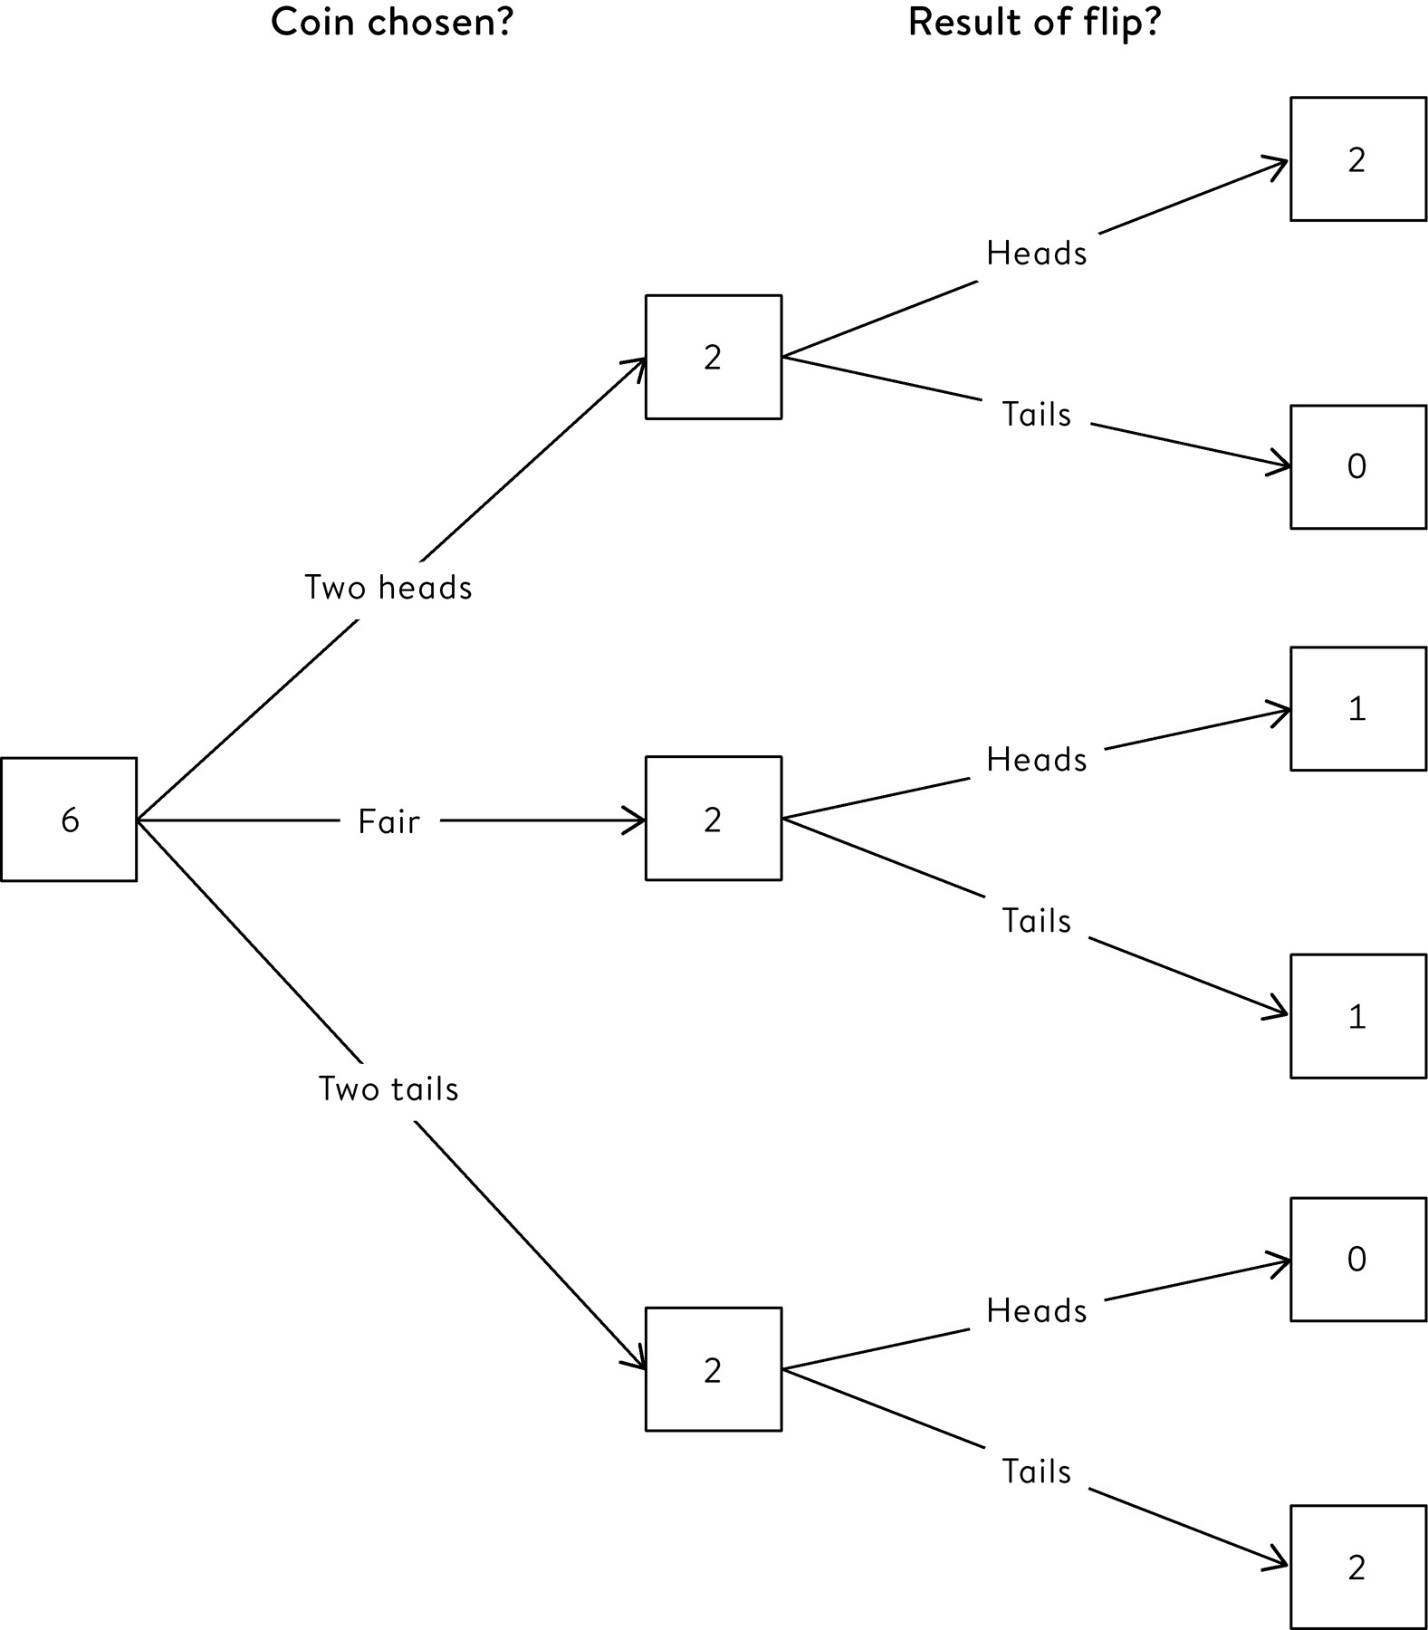 Coin chosen? Result of flip?
2
Heads
2
Tails
0
Two heads
1
Heads
6
Fair
2
Tails
1
Two tails
0
Heads
2
Tails
2